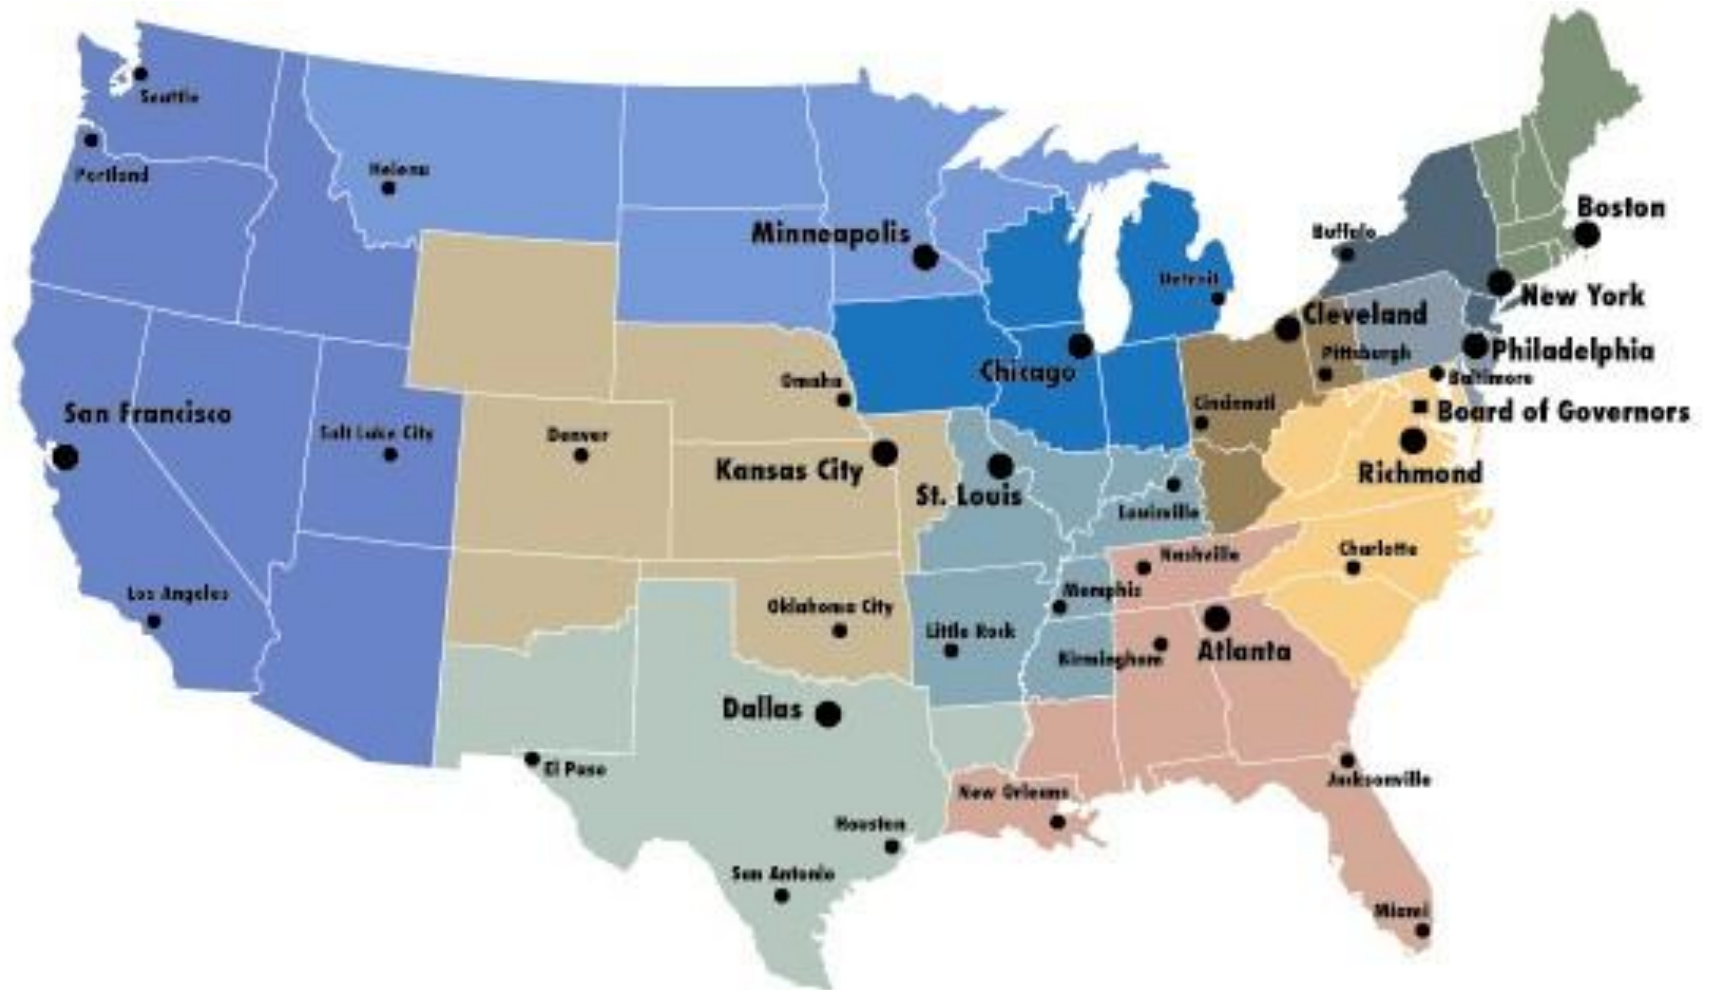 Seattle
Portland
Helena
Minneapolis
Boston
Buffalo
Detroit
New York
Cleveland
Philadelphia
Pittsburgh
Chicago
Baltimore
Omaha
Cincinnati
Board of Governors
San Francisco
Salt Lake City
Denver
Kansas City
Richmond
St. Louis
Louisville
Nashville
Charlotte
Los Angeles
Memphis
Oklahoma City
Little Rock
Birmingham
Atlanta
Dallas
El Paso
Jacksonville
New Orleans
Houston
San Antonio
Miami